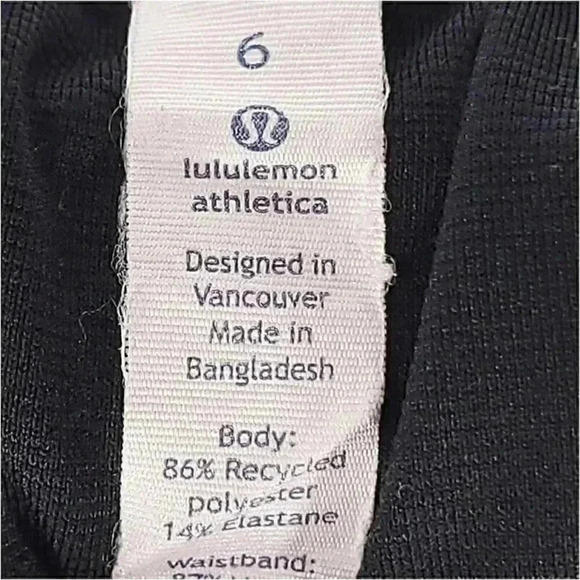 6
lululemon
athletica
Designed in
Vancouver
Made in
Bangladesh
Body:
86% Recycled
polyester
14% Elastane
Waistband: